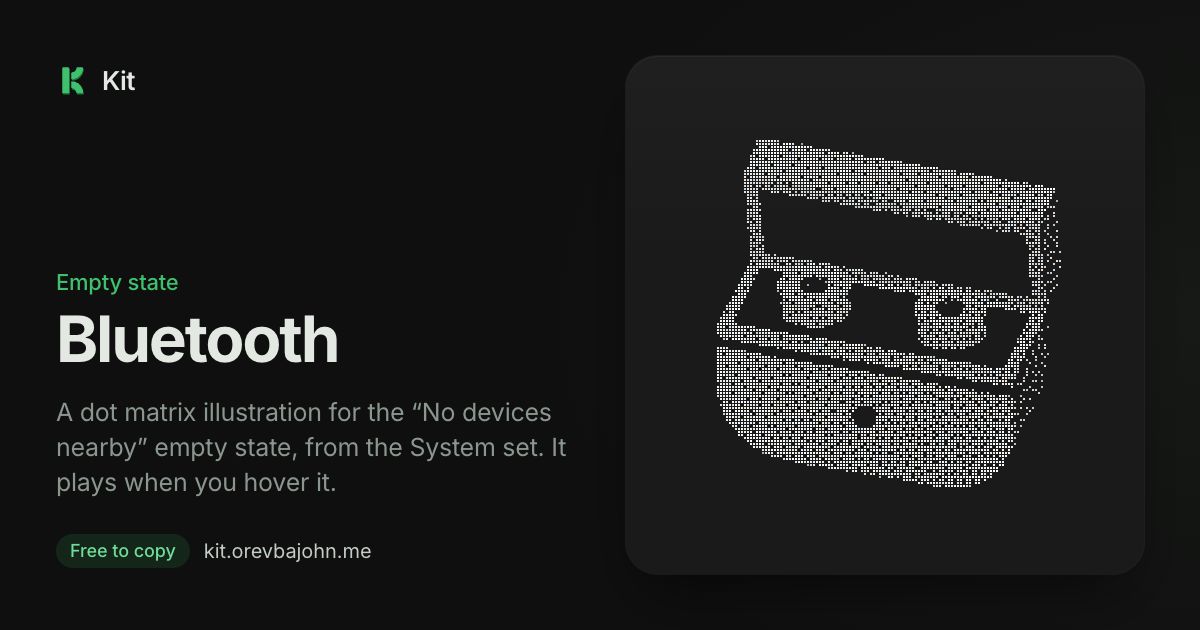 Kit
Empty state
Bluetooth
A dot matrix illustration for the “No devices
nearby” empty state, from the System set. It
plays when you hover it.
Free to copy
kit.orevbajohn.me